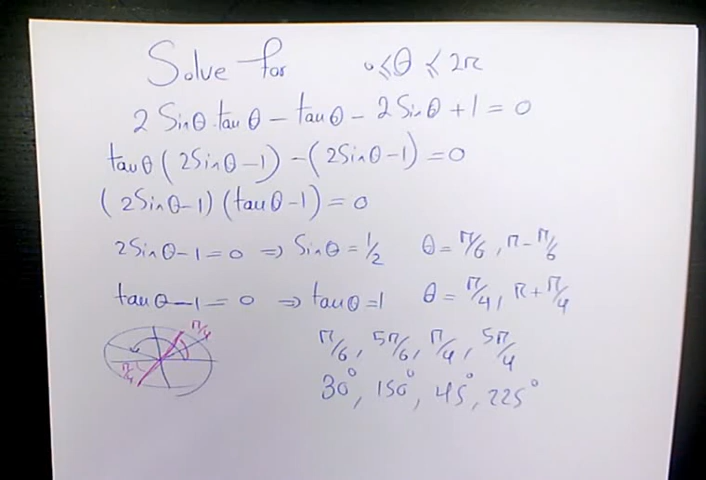 Solve for 0 ≤ θ ≤ 2π
2 Sinθ tanθ - tanθ - 2 Sinθ + 1 = 0
tanθ (2Sinθ-1) - (2Sinθ-1) = 0
(2Sinθ-1) (tanθ-1) = 0
2Sinθ-1=0 ⇒ Sinθ = 1/2 θ = π/6, π-π/6
tanθ-1 = 0 ⇒ tanθ=1 θ = π/4, π+π/4
π/4
π/6, 5π/6, π/4, 5π/4
30°, 150°, 45°, 225°